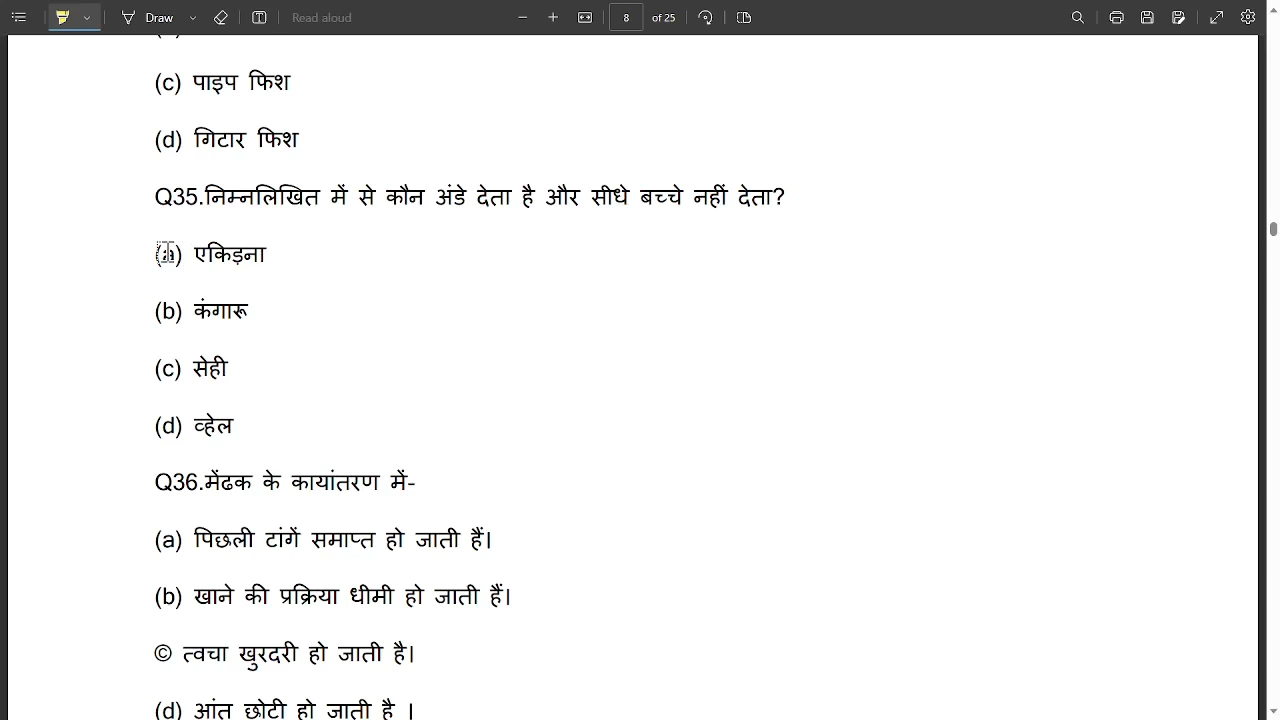 Draw
Read aloud
8
of 25
(c) पाइप फिश
(d) गिटार फिश
Q35.निम्नलिखित में से कौन अंडे देता है और सीधे बच्चे नहीं देता?
(a) एकिड़ना
(b) कंगारू
(c) सेही
(d) व्हेल
Q36.मेंढक के कायांतरण में-
(a) पिछली टांगें समाप्त हो जाती हैं।
(b) खाने की प्रक्रिया धीमी हो जाती हैं।
© त्वचा खुरदरी हो जाती है।
(d) आंत छोटी हो जाती है ।